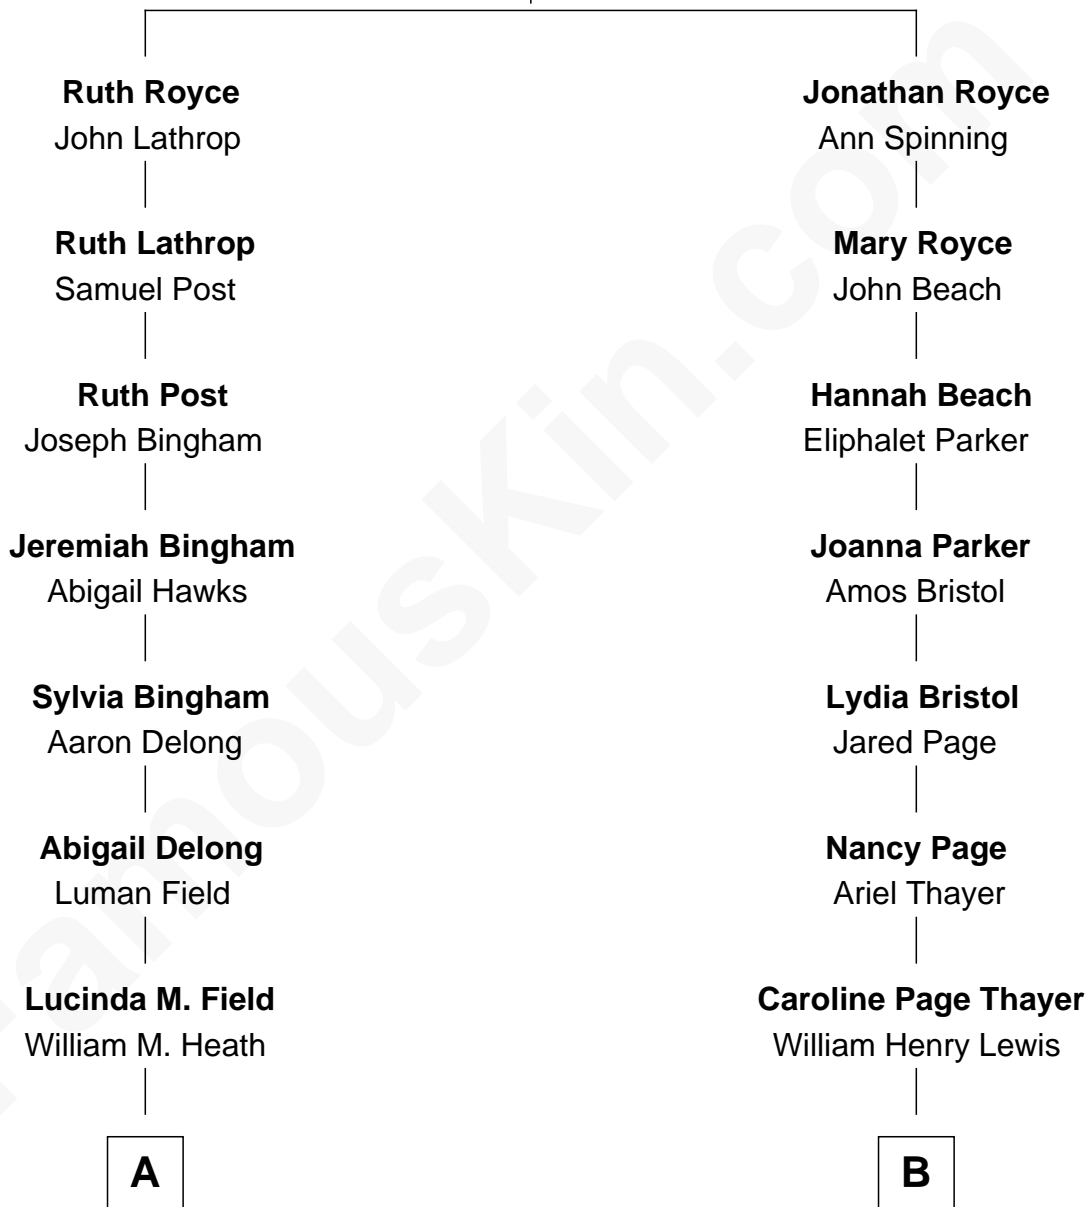 Ruth Royce
John Lathrop
Jonathan Royce
Ann Spinning
Ruth Lathrop
Samuel Post
Mary Royce
John Beach
Ruth Post
Joseph Bingham
Hannah Beach
Eliphalet Parker
Jeremiah Bingham
Abigail Hawks
Joanna Parker
Amos Bristol
Sylvia Bingham
Aaron Delong
Lydia Bristol
Jared Page
Abigail Delong
Luman Field
Nancy Page
Ariel Thayer
Lucinda M. Field
William M. Heath
Caroline Page Thayer
William Henry Lewis
A
B
FamousKin.com